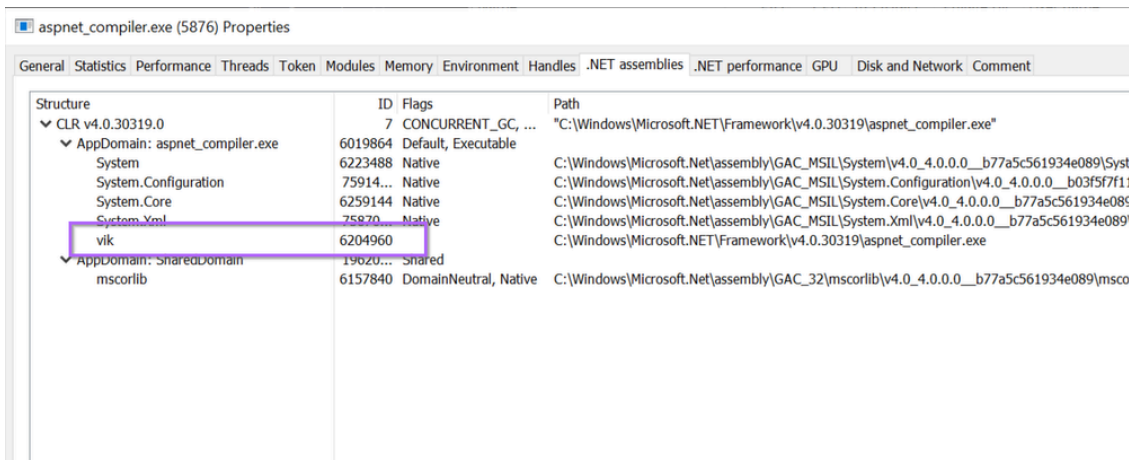 aspnet_compiler.exe (5876) Properties
General Statistics Performance Threads Token Modules Memory Environment Handles .NET assemblies .NET performance GPU Disk and Network Comment
Structure ID Flags Path
CLR v4.0.30319.0 7 CONCURRENT_GC, ... "C:\Windows\Microsoft.NET\Framework\v4.0.30319\aspnet_compiler.exe"
AppDomain: aspnet_compiler.exe 6019864 Default, Executable
System 6223488 Native C:\Windows\Microsoft.Net\assembly\GAC_MSIL\System\v4.0_4.0.0.0__b77a5c561934e089\Syst
System.Configuration 75914... Native C:\Windows\Microsoft.Net\assembly\GAC_MSIL\System.Configuration\v4.0_4.0.0.0__b03f5f7f11
System.Core 6259144 Native C:\Windows\Microsoft.Net\assembly\GAC_MSIL\System.Core\v4.0_4.0.0.0__b77a5c561934e089
System.Xml 75870... Native C:\Windows\Microsoft.Net\assembly\GAC_MSIL\System.Xml\v4.0_4.0.0.0__b77a5c561934e089\
vik 6204960 C:\Windows\Microsoft.NET\Framework\v4.0.30319\aspnet_compiler.exe
AppDomain: SharedDomain 19620... Shared
mscorlib 6157840 DomainNeutral, Native C:\Windows\Microsoft.Net\assembly\GAC_32\mscorlib\v4.0_4.0.0.0__b77a5c561934e089\msco